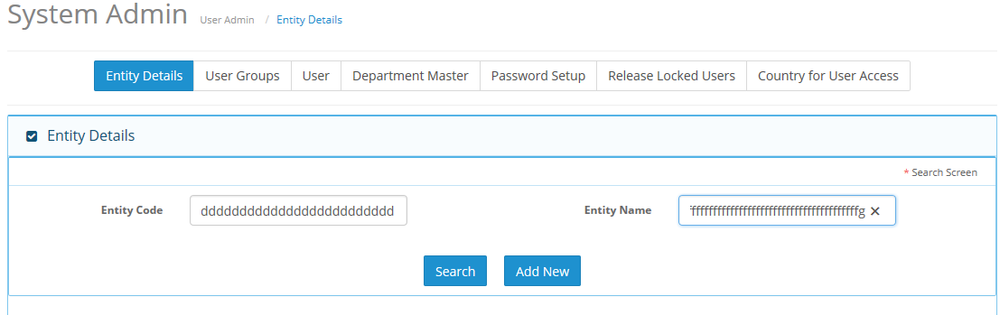 System Admin User Admin / Entity Details
Entity Details User Groups User Department Master Password Setup Release Locked Users Country for User Access
Entity Details
* Search Screen
Entity Code ddddddddddddddddddddddddd Entity Name
Search Add New